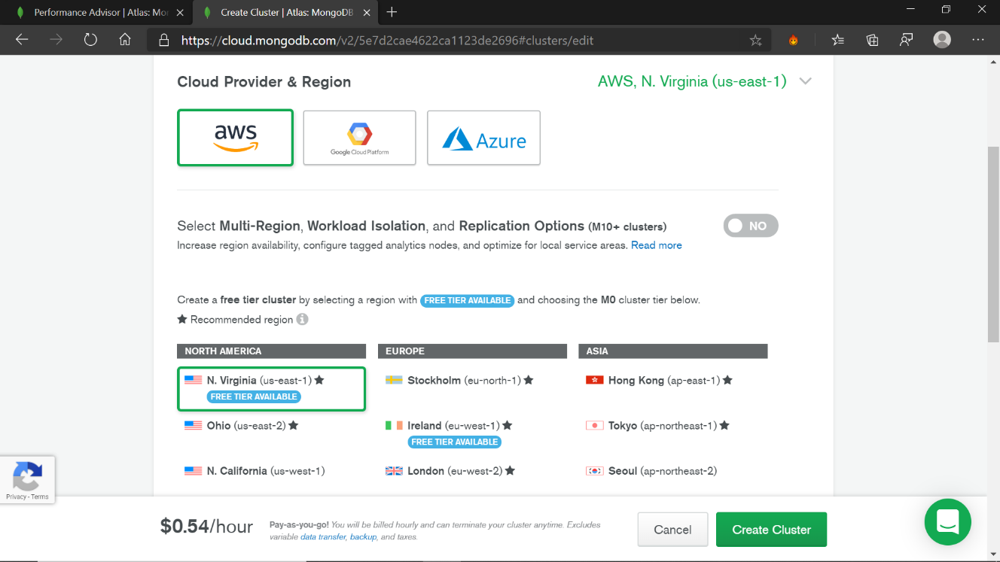 Performance Advisor | Atlas: Mo
Create Cluster | Atlas: MongoDB
https://cloud.mongodb.com/v2/5e7d2cae4622ca1123de2696#clusters/edit
Cloud Provider & Region
AWS, N. Virginia (us-east-1)
aws
Google Cloud Platform
Azure
Select Multi-Region, Workload Isolation, and Replication Options (M10+ clusters)
NO
Increase region availability, configure tagged analytics nodes, and optimize for local service areas. Read more
Create a free tier cluster by selecting a region with FREE TIER AVAILABLE and choosing the M0 cluster tier below.
★ Recommended region i
NORTH AMERICA
N. Virginia (us-east-1) ★
FREE TIER AVAILABLE
Ohio (us-east-2) ★
N. California (us-west-1)
EUROPE
Stockholm (eu-north-1) ★
Ireland (eu-west-1) ★
FREE TIER AVAILABLE
London (eu-west-2) ★
ASIA
Hong Kong (ap-east-1) ★
Tokyo (ap-northeast-1) ★
Seoul (ap-northeast-2)
Privacy - Terms
$0.54/hour
Pay-as-you-go! You will be billed hourly and can terminate your cluster anytime. Excludes
variable data transfer, backup, and taxes.
Cancel
Create Cluster